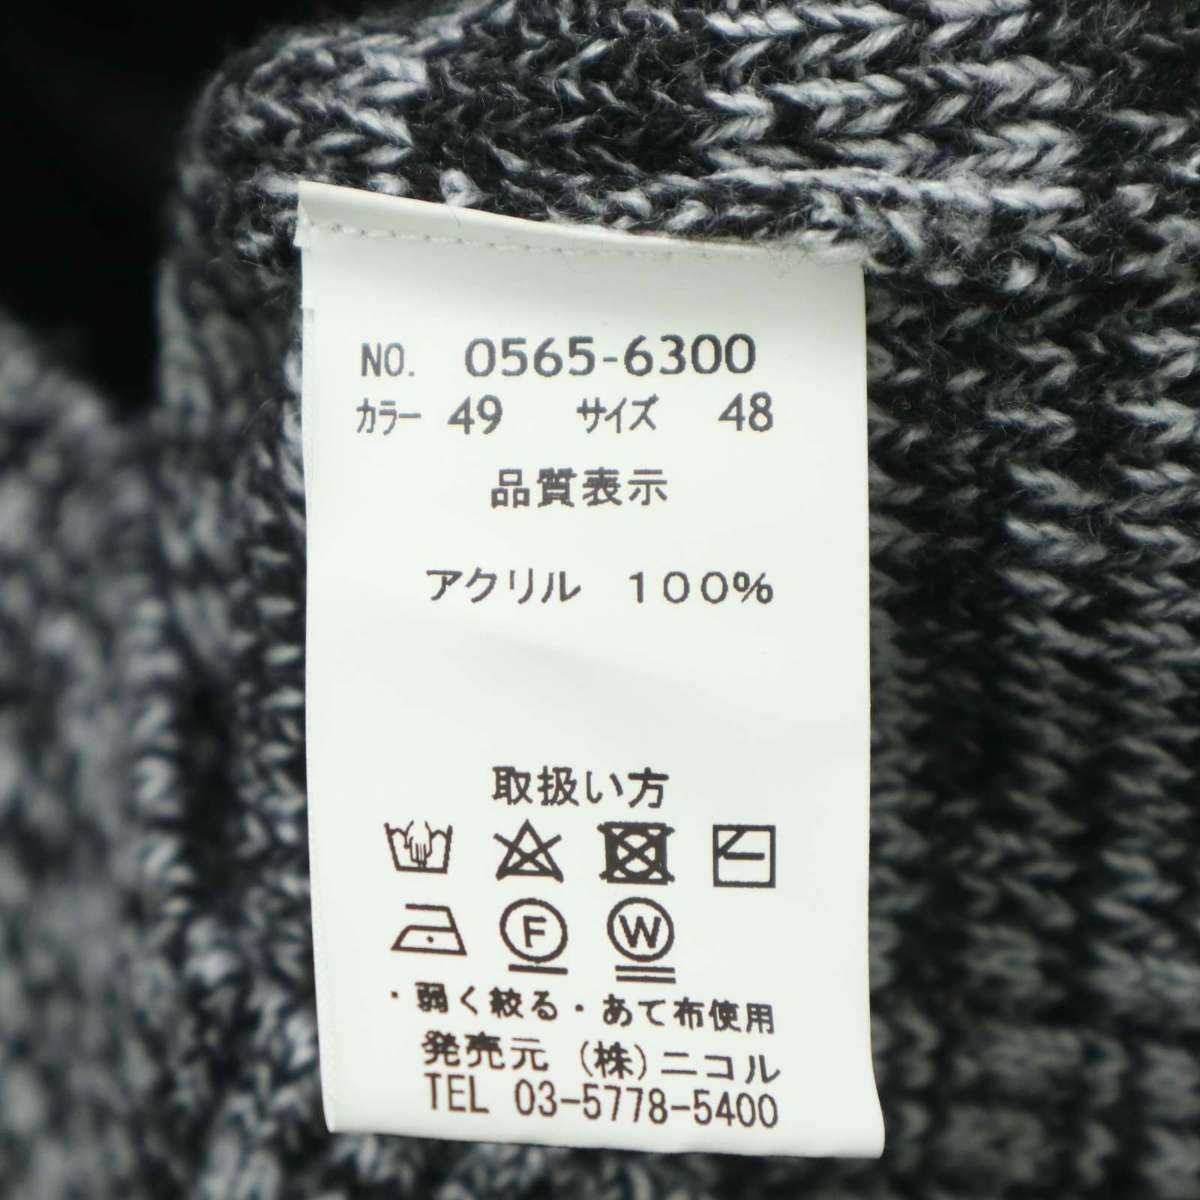 NO. 0565-6300
カラー 49 サイズ 48
品質表示
アクリル 100%
取扱い方
F W
・弱く絞る・あて布使用
発売元 (株)ニコル
TEL 03-5778-5400